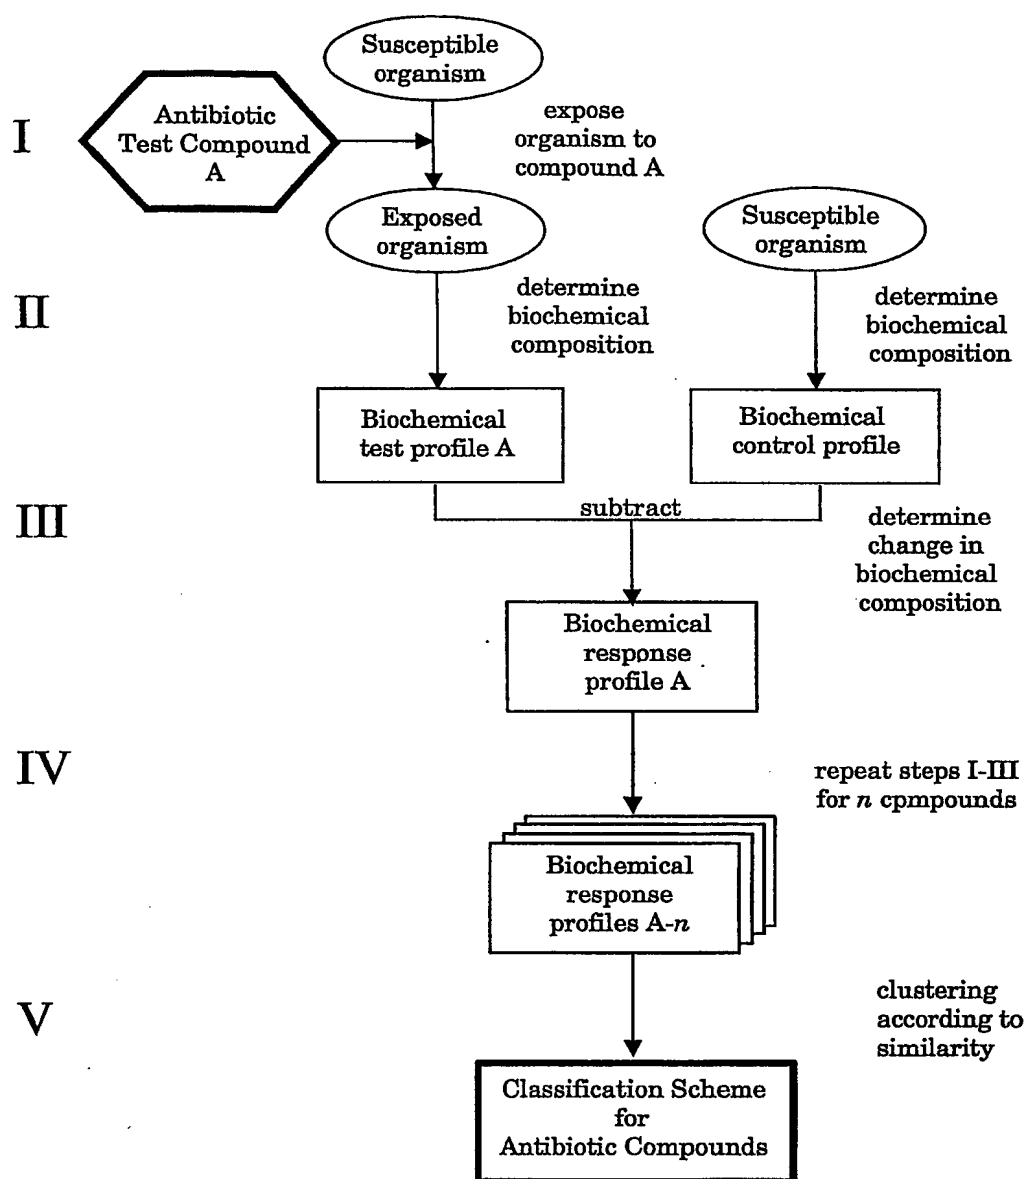 Susceptible
organism
I
Antibiotic
Test Compound
A
expose
organism to
compound A
Exposed
organism
Susceptible
organism
II
determine
biochemical
composition
determine
biochemical
composition
Biochemical
test profile A
Biochemical
control profile
III
subtract
determine
change in
biochemical
composition
Biochemical
response
profile A
IV
repeat steps I-III
for n cpmpounds
Biochemical
response
profiles A-n
V
clustering
according to
similarity
Classification Scheme
for
Antibiotic Compounds